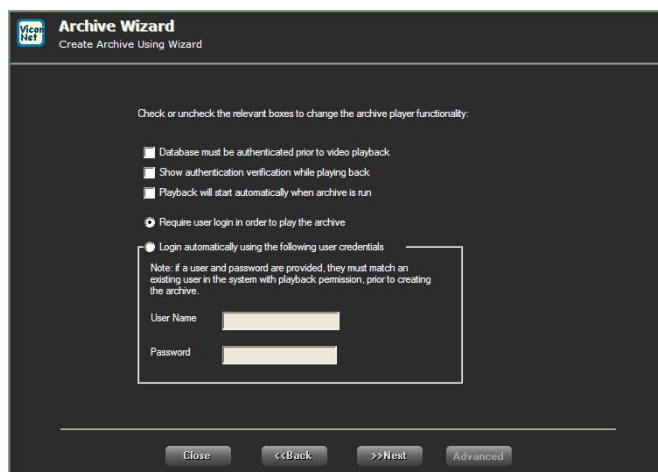 Vicon
Net
Archive Wizard
Create Archive Using Wizard
Check or uncheck the relevant boxes to change the archive player functionality:
Database must be authenticated prior to video playback
Show authentication verification while playing back
Playback will start automatically when archive is run
Require user login in order to play the archive
Login automatically using the following user credentials
Note: if a user and password are provided, they must match an
existing user in the system with playback permission, prior to creating
the archive.
User Name
Password
Close
<<Back
>>Next
Advanced